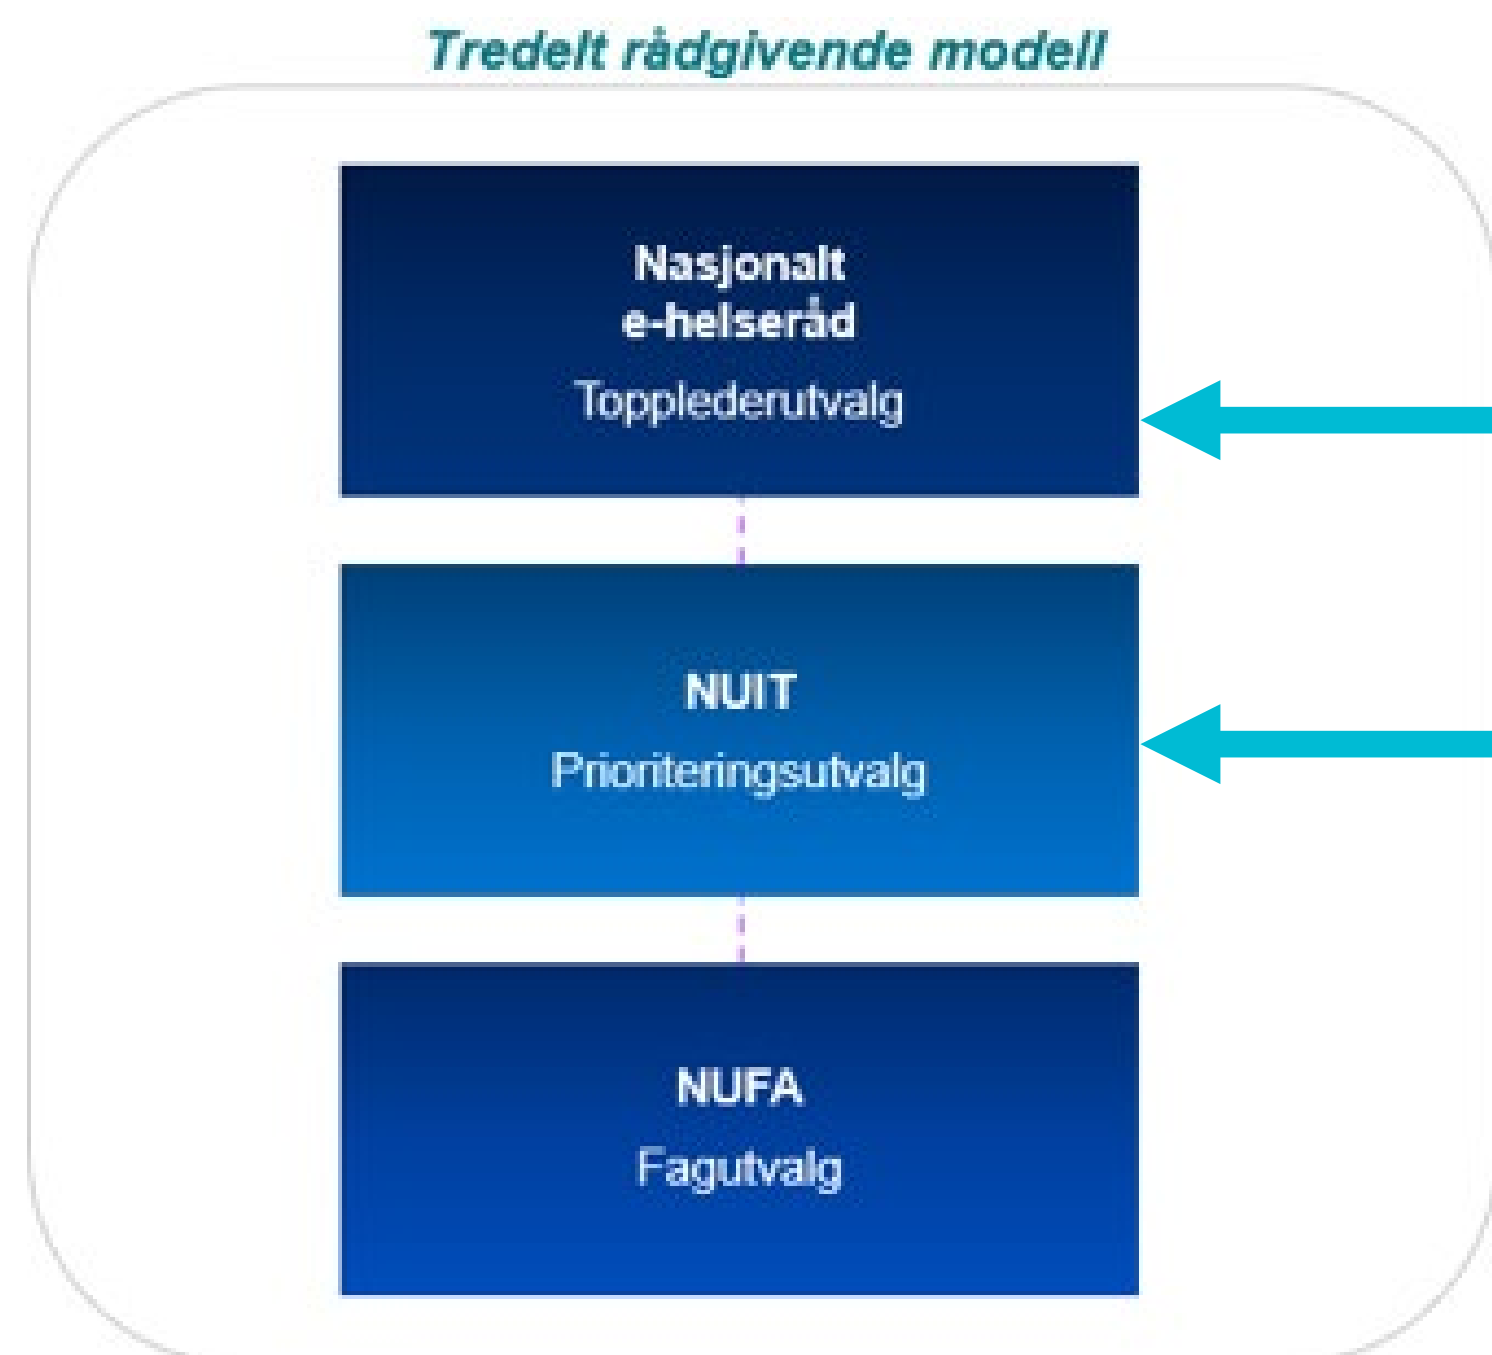 Tredelt rådgivende modell
Nasjonalt
e-helseråd
Topplederutvalg
NUIT
Prioriteringsutvalg
NUFA
Fagutvalg